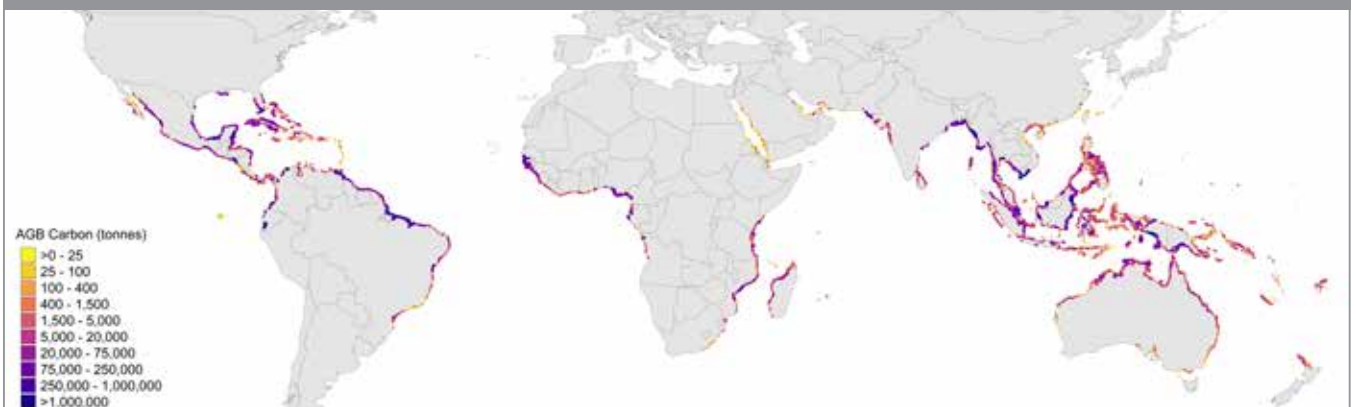 AGB Carbon (tonnes)
>0 - 25
25 - 100
100 - 400
400 - 1,500
1,500 - 5,000
5,000 - 20,000
20,000 - 75,000
75,000 - 250,000
250,000 - 1,000,000
>1,000,000